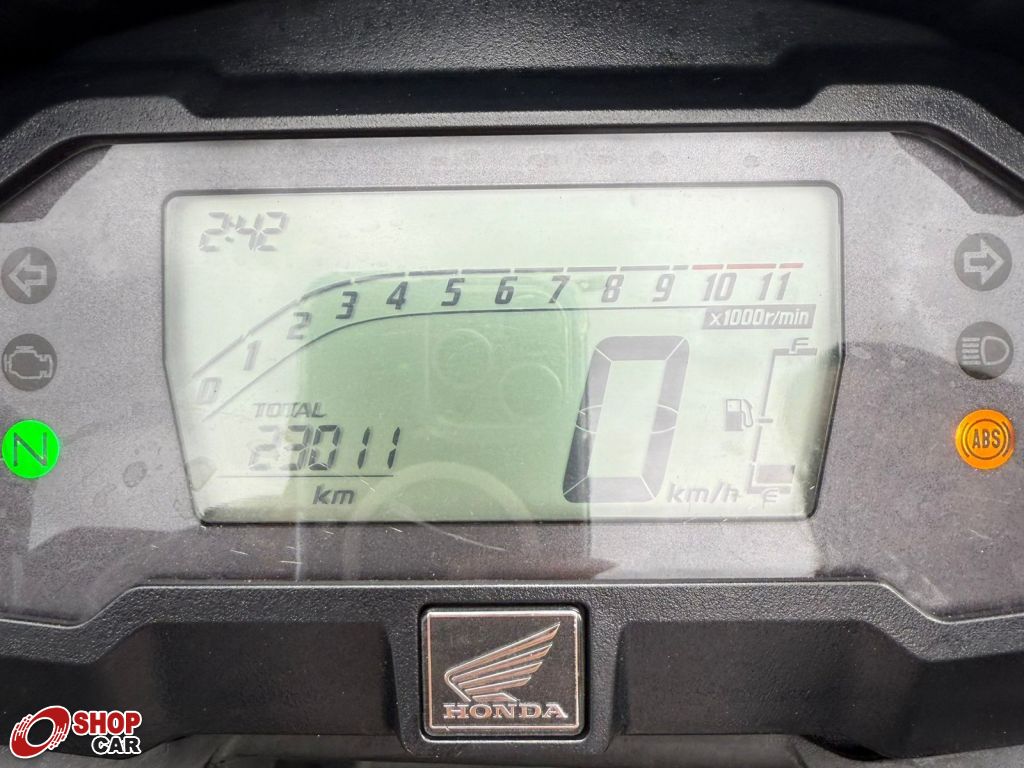 2:42
0 1 2 3 4 5 6 7 8 9 10 11
x1000r/min
F
TOTAL
23011
km
0
km/h
E
N
ABS
HONDA
SHOP
CAR